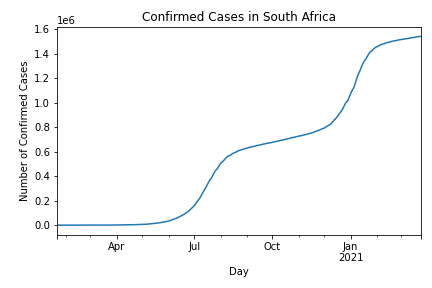 Confirmed Cases in South Africa
1e6
1.6
1.4
1.2
1.0
0.8
0.6
0.4
0.2
0.0
Number of Confirmed Cases
Apr
Jul
Oct
Jan
2021
Day